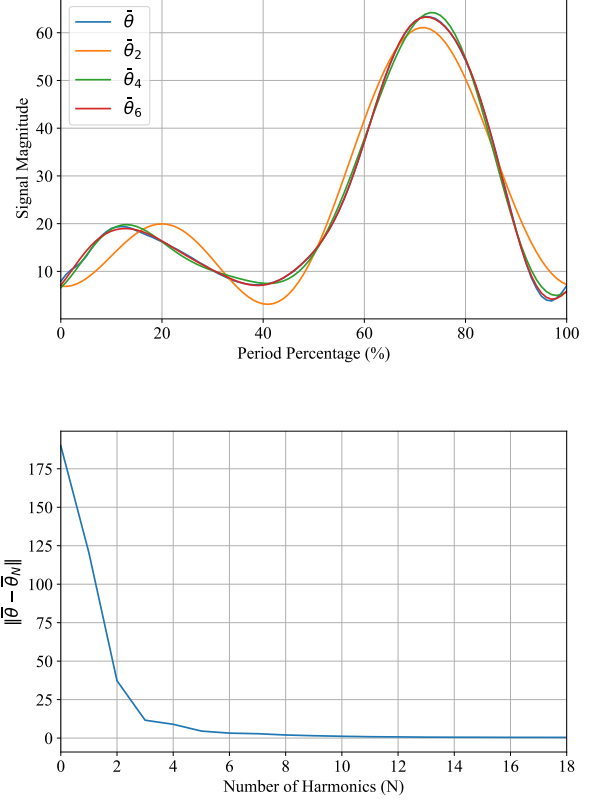 θ̄
θ̄₂
θ̄₄
θ̄₆
60
50
40
30
20
10
Signal Magnitude
0 20 40 60 80 100
Period Percentage (%)
175
150
125
100
75
50
25
0
‖θ̄ − θ̄_N‖
0 2 4 6 8 10 12 14 16 18
Number of Harmonics (N)